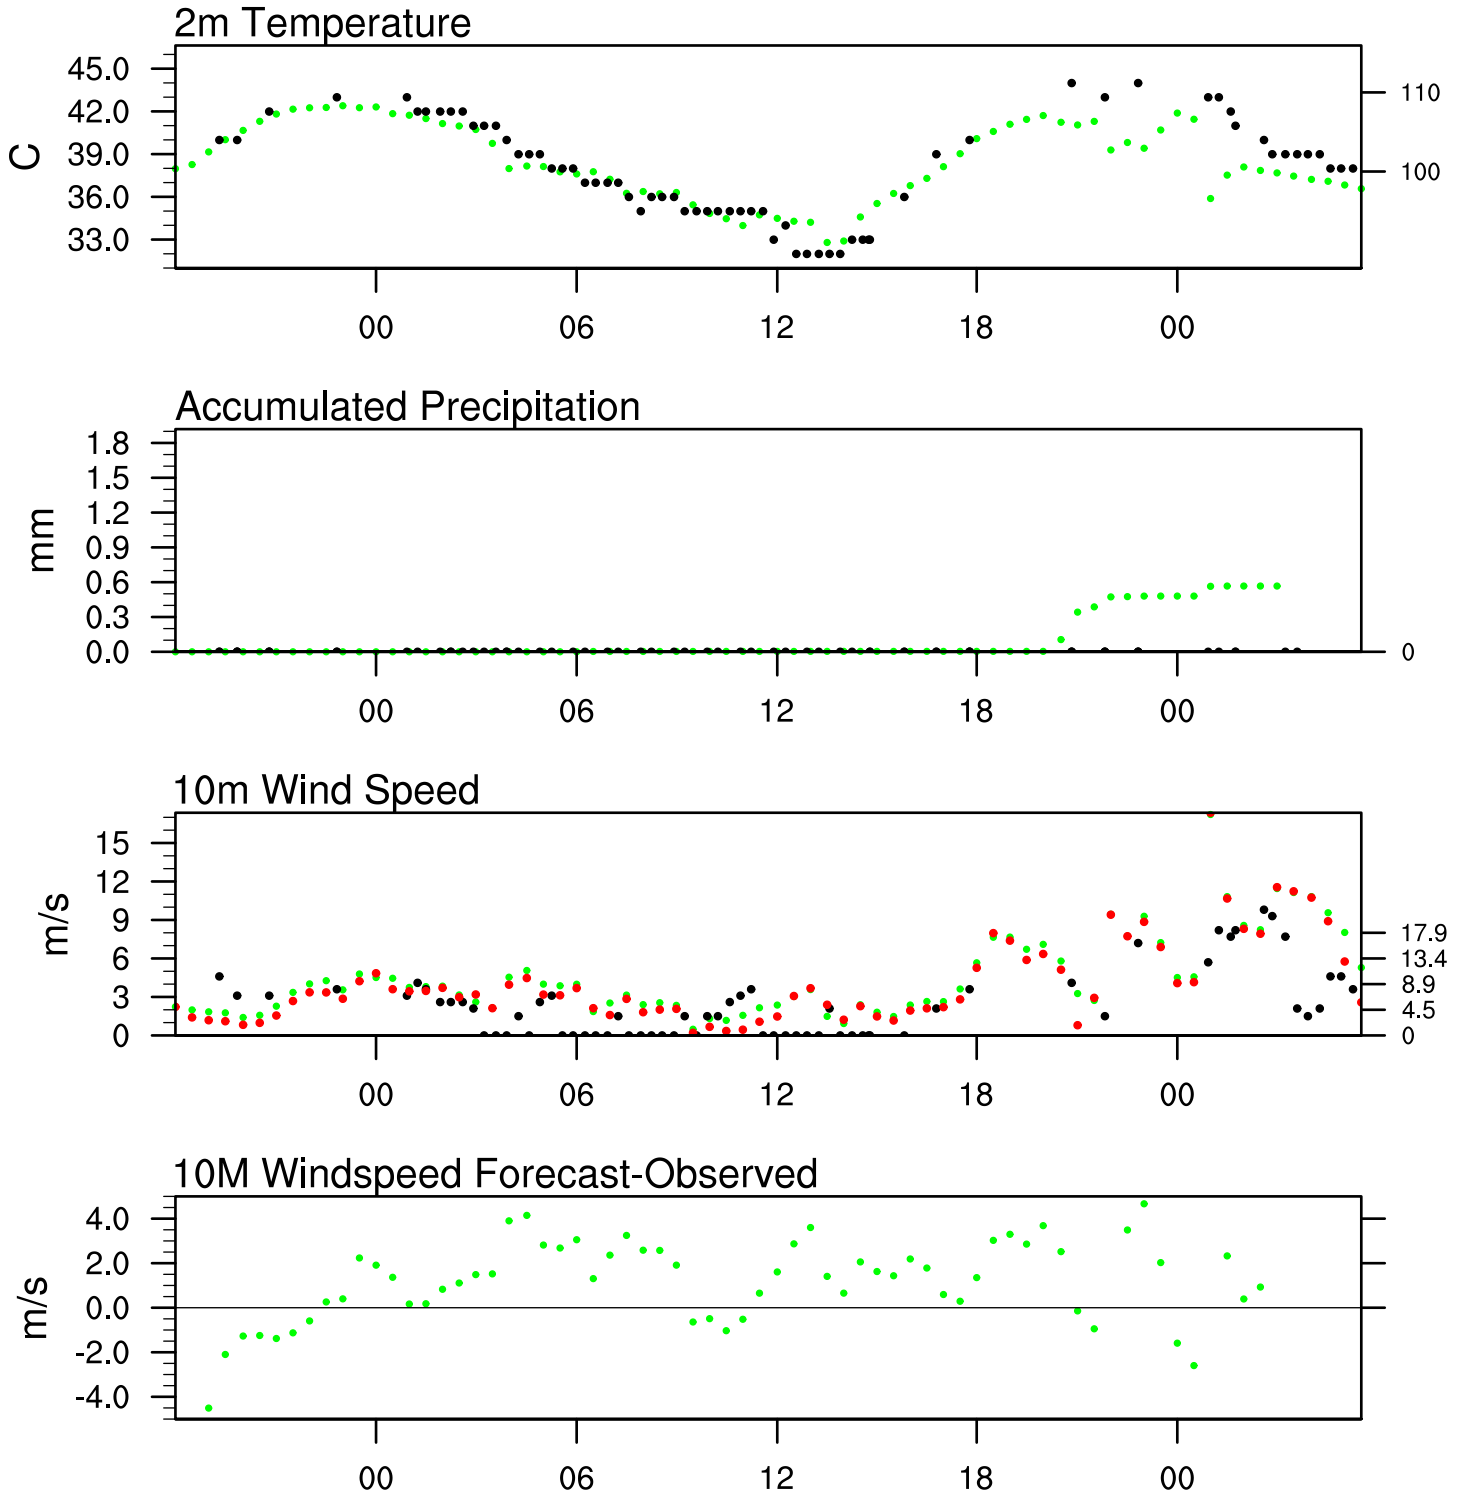 2m Temperature
45.0
42.0
39.0
36.0
33.0
C
110
100
00 06 12 18 00
Accumulated Precipitation
1.8
1.5
1.2
0.9
0.6
0.3
0.0
mm
0
00 06 12 18 00
10m Wind Speed
15
12
9
6
3
0
m/s
17.9
13.4
8.9
4.5
0
00 06 12 18 00
10M Windspeed Forecast-Observed
4.0
2.0
0.0
-2.0
-4.0
m/s
00 06 12 18 00